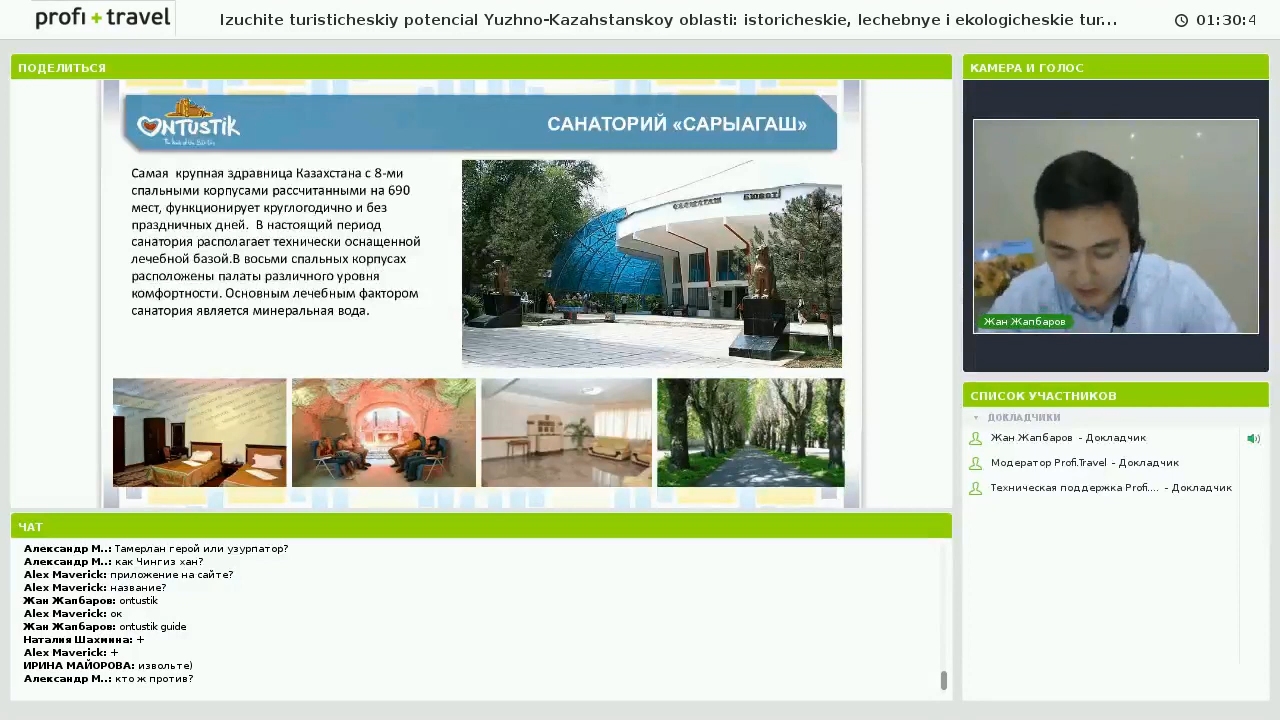 profi + travel
Izuchite turisticheskiy potencial Yuzhno-Kazahstanskoy oblasti: istoricheskie, lechebnye i ekologicheskie tur...
01:30:4
ПОДЕЛИТЬСЯ
ONTUSTIK
САНАТОРИЙ «САРЫАГАШ»
Самая крупная здравница Казахстана с 8-ми
спальными корпусами рассчитанными на 690
мест, функционирует круглогодично и без
праздничных дней. В настоящий период
санатория располагает технически оснащенной
лечебной базой.В восьми спальных корпусах
расположены палаты различного уровня
комфортности. Основным лечебным фактором
санатория является минеральная вода.
КАМЕРА И ГОЛОС
Жан Жапбаров
СПИСОК УЧАСТНИКОВ
ДОКЛАДЧИКИ
Жан Жапбаров - Докладчик
Модератор Profi.Travel - Докладчик
Техническая поддержка Profi.... - Докладчик
ЧАТ
Александр М..: Тамерлан герой или узурпатор?
Александр М..: как Чингиз хан?
Alex Maverick: приложение на сайте?
Alex Maverick: название?
Жан Жапбаров: ontustik
Alex Maverick: ок
Жан Жапбаров: ontustik guide
Наталия Шахмина: +
Alex Maverick: +
ИРИНА МАЙОРОВА: извольте)
Александр М..: кто ж против?